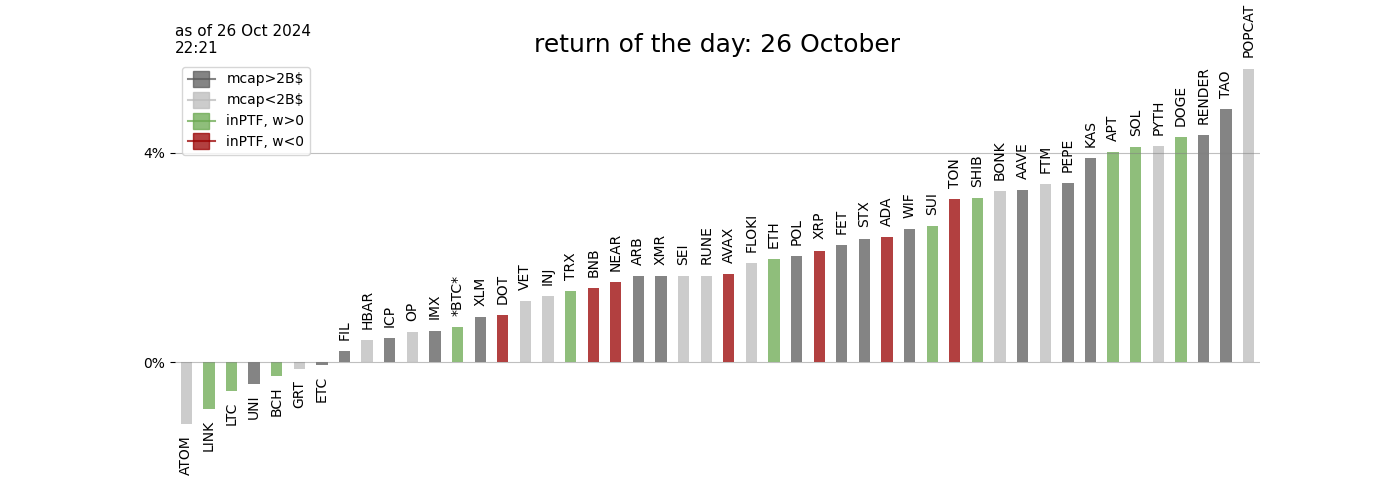 as of 26 Oct 2024
22:21
return of the day: 26 October
mcap>2B$
mcap<2B$
inPTF, w>0
inPTF, w<0
4%
0%
ATOM
LINK
LTC
UNI
BCH
GRT
ETC
FIL
HBAR
ICP
OP
IMX
*BTC*
XLM
DOT
VET
INJ
TRX
BNB
NEAR
ARB
XMR
SEI
RUNE
AVAX
FLOKI
ETH
POL
XRP
FET
STX
ADA
WIF
SUI
TON
SHIB
BONK
AAVE
FTM
PEPE
KAS
APT
SOL
PYTH
DOGE
RENDER
TAO
POPCAT